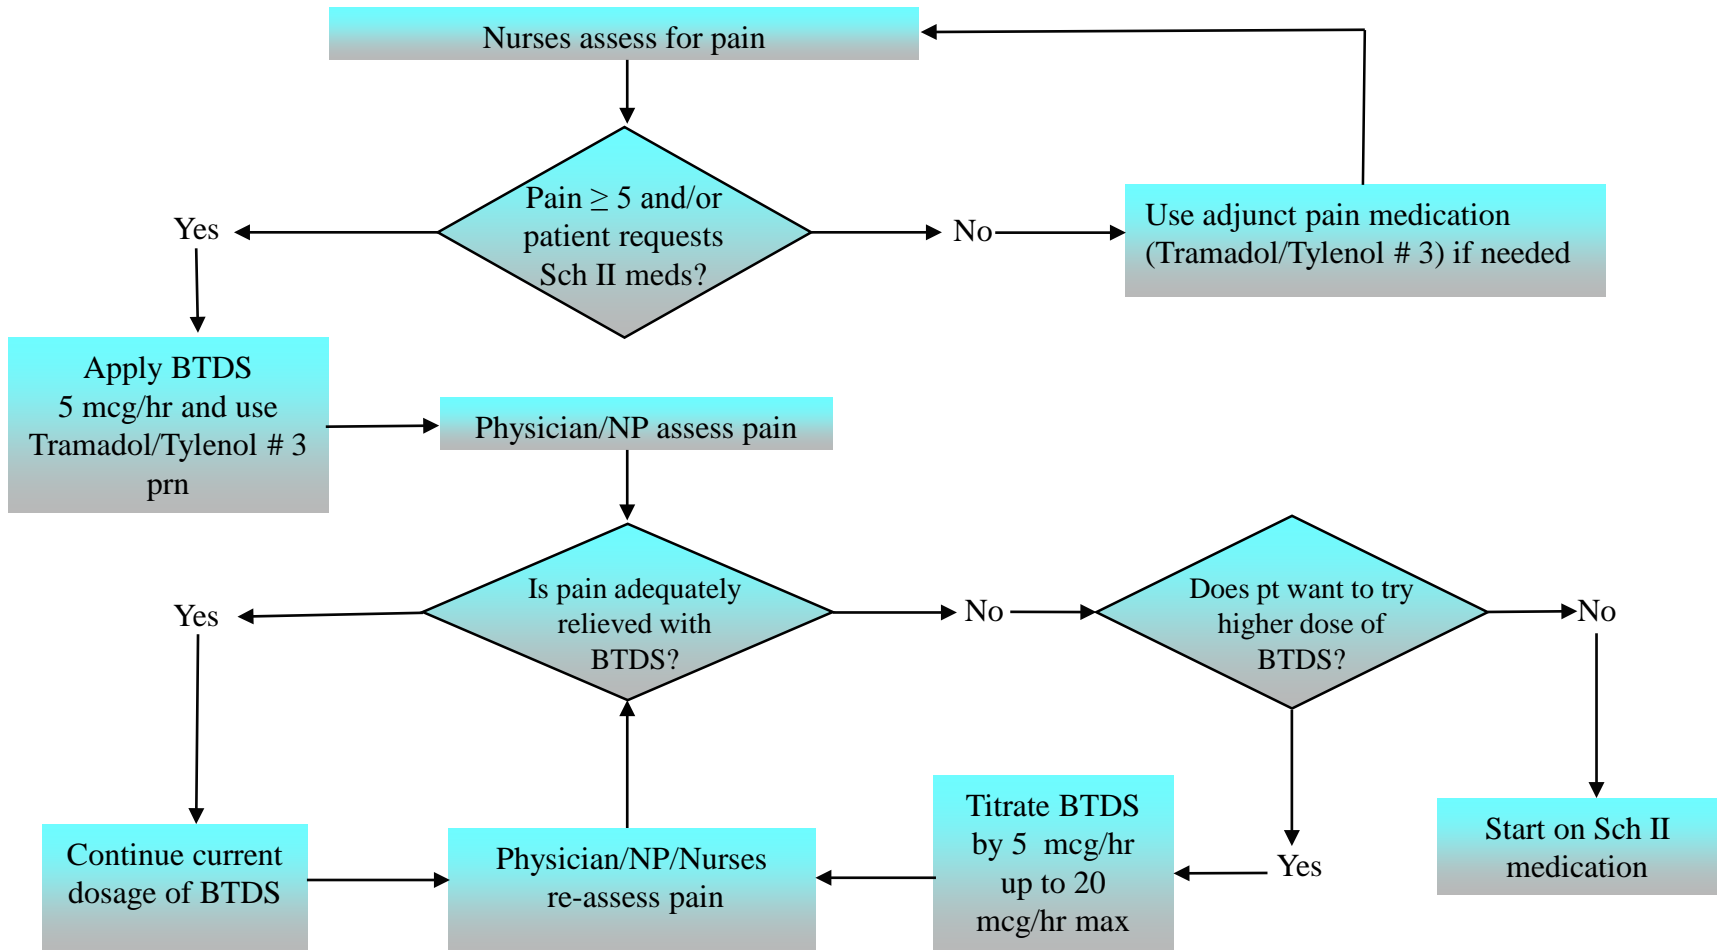 Nurses assess for pain
Pain ≥ 5 and/or
patient requests
Sch II meds?
Yes
No
Use adjunct pain medication
(Tramadol/Tylenol # 3) if needed
Apply BTDS
5 mcg/hr and use
Tramadol/Tylenol # 3
prn
Physician/NP assess pain
Is pain adequately
relieved with
BTDS?
Yes
No
Does pt want to try
higher dose of
BTDS?
No
Yes
Continue current
dosage of BTDS
Physician/NP/Nurses
re-assess pain
Titrate BTDS
by 5 mcg/hr
up to 20
mcg/hr max
Start on Sch II
medication